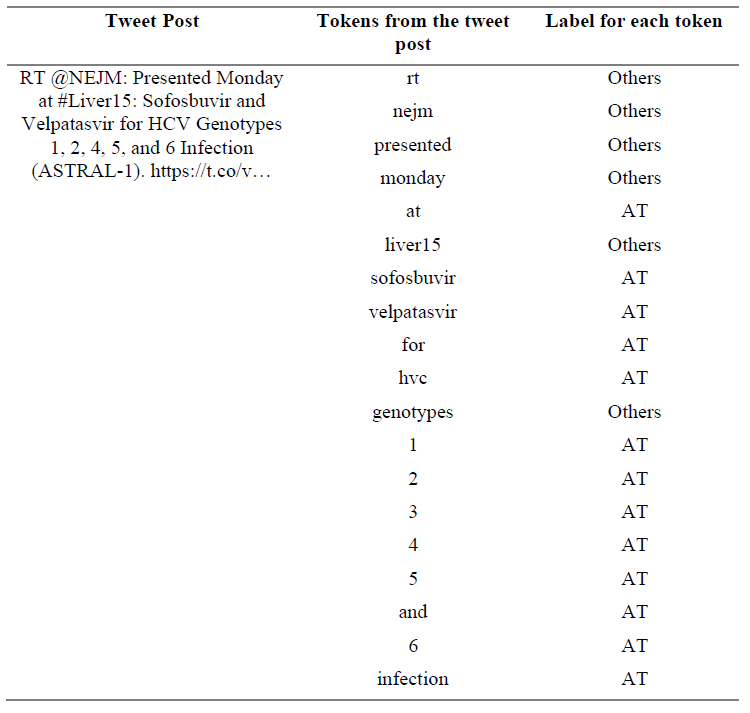 Tweet Post Tokens from the tweet post Label for each token
RT @NEJM: Presented Monday
at #Liver15: Sofosbuvir and
Velpatasvir for HCV Genotypes
1, 2, 4, 5, and 6 Infection
(ASTRAL-1). https://t.co/v…
rt Others
nejm Others
presented Others
monday Others
at AT
liver15 Others
sofosbuvir AT
velpatasvir AT
for AT
hvc AT
genotypes Others
1 AT
2 AT
3 AT
4 AT
5 AT
and AT
6 AT
infection AT